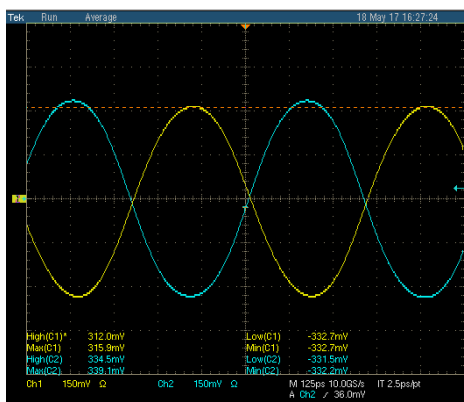 Tek Run Average 18 May 17 16:27:24
High(C1)* 312.0mV Low(C1) -332.7mV
Max(C1) 315.9mV Min(C1) -332.7mV
High(C2) 334.5mV Low(C2) -331.5mV
Max(C2) 339.1mV Min(C2) -332.2mV
Ch1 150mV Ω Ch2 150mV Ω M 125ps 10.0GS/s IT 2.5ps/pt
A Ch2 ∕ 36.0mV